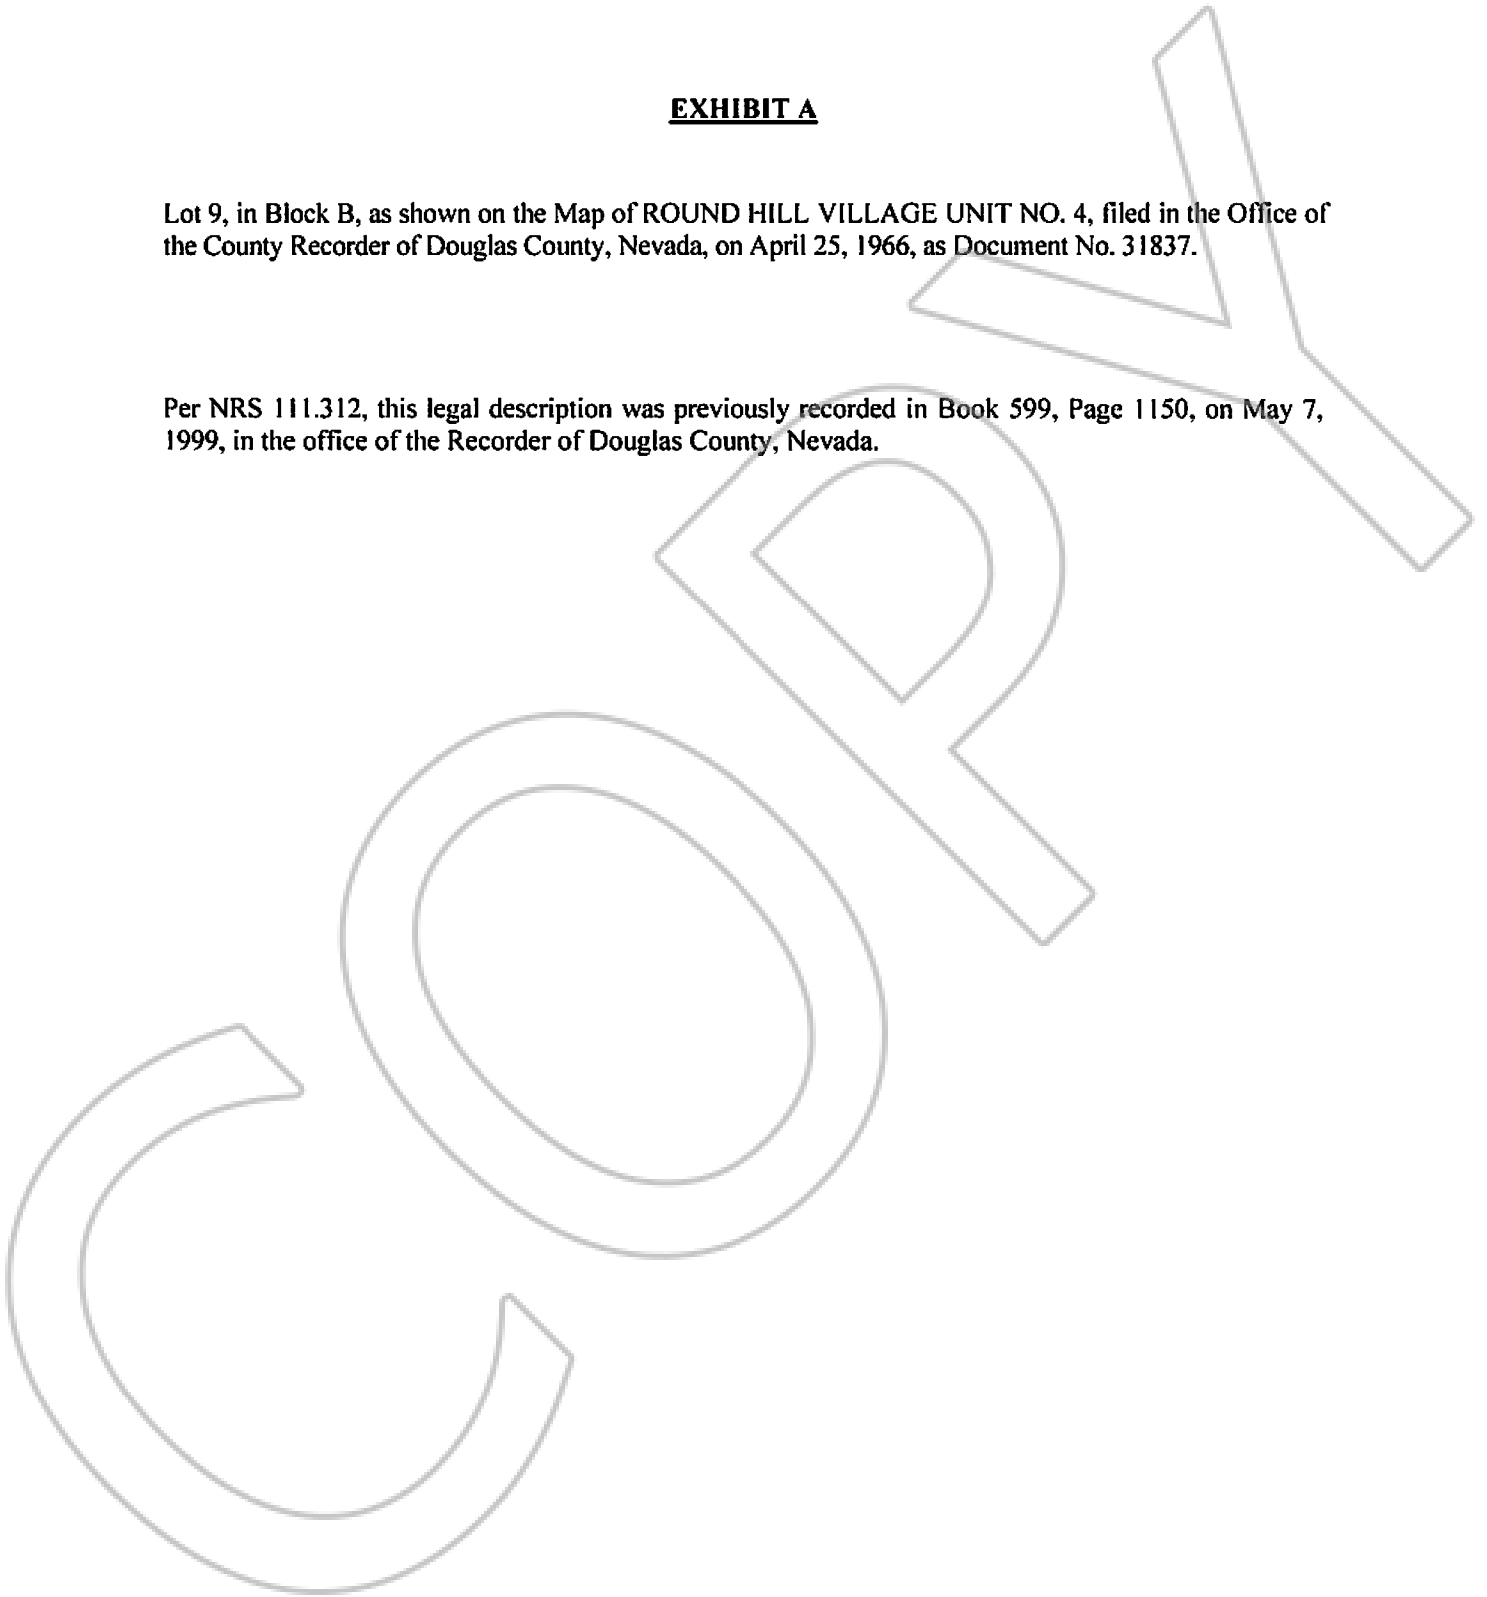 EXHIBIT A
Lot 9, in Block B, as shown on the Map of ROUND HILL VILLAGE UNIT NO. 4, filed in the Office of
the County Recorder of Douglas County, Nevada, on April 25, 1966, as Document No. 31837.
Per NRS 111.312, this legal description was previously recorded in Book 599, Page 1150, on May 7,
1999, in the office of the Recorder of Douglas County, Nevada.
COPY